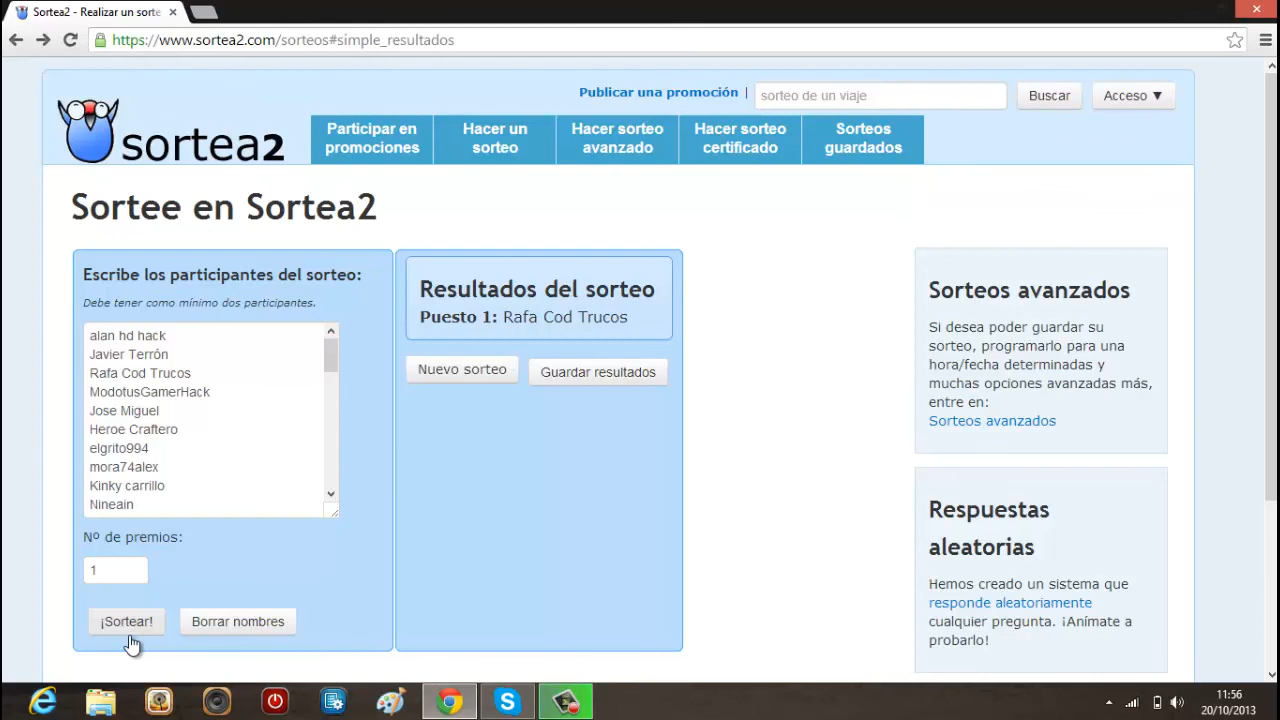 Sortea2 - Realizar un sorte
https://www.sortea2.com/sorteos#simple_resultados
Publicar una promoción |
sorteo de un viaje
Buscar
Acceso ▼
sortea2
Participar en promociones
Hacer un sorteo
Hacer sorteo avanzado
Hacer sorteo certificado
Sorteos guardados
Sortee en Sortea2
Escribe los participantes del sorteo:
Debe tener como mínimo dos participantes.
alan hd hack
Javier Terrón
Rafa Cod Trucos
ModotusGamerHack
Jose Miguel
Heroe Craftero
elgrito994
mora74alex
Kinky carrillo
Nineain
Nº de premios:
1
¡Sortear!
Borrar nombres
Resultados del sorteo
Puesto 1: Rafa Cod Trucos
Nuevo sorteo
Guardar resultados
Sorteos avanzados
Si desea poder guardar su
sorteo, programarlo para una
hora/fecha determinadas y
muchas opciones avanzadas más,
entre en:
Sorteos avanzados
Respuestas
aleatorias
Hemos creado un sistema que
responde aleatoriamente
cualquier pregunta. ¡Anímate a
probarlo!
11:56
20/10/2013